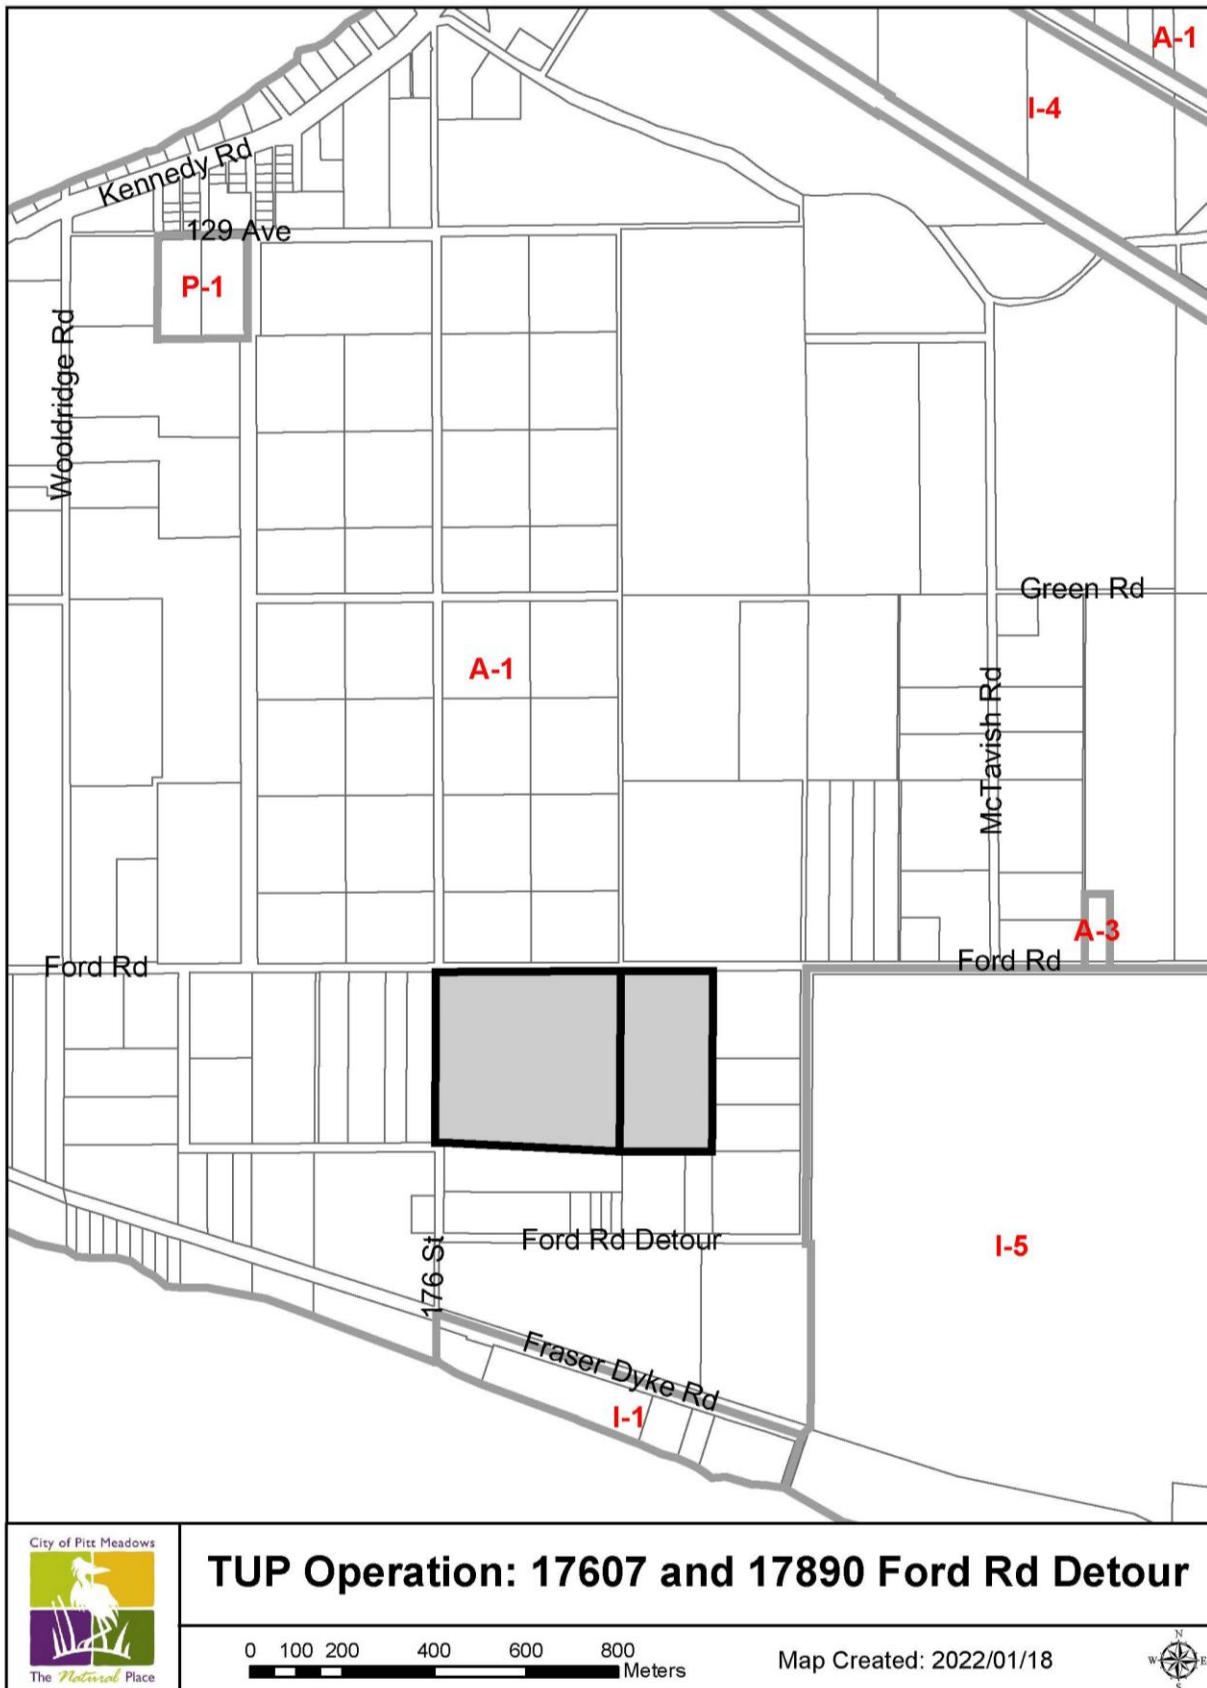 A-1
I-4
Kennedy Rd
129 Ave
P-1
Wooldridge Rd
Green Rd
A-1
McTavish Rd
A-3
Ford Rd
Ford Rd
Ford Rd Detour
I-5
176 St
Fraser Dyke Rd
I-1
City of Pitt Meadows
The Natural Place
TUP Operation: 17607 and 17890 Ford Rd Detour
0 100 200 400 600 800
Meters
Map Created: 2022/01/18
N
W E
S